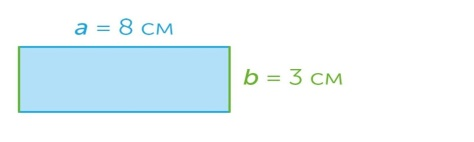 a = 8 см
b = 3 см